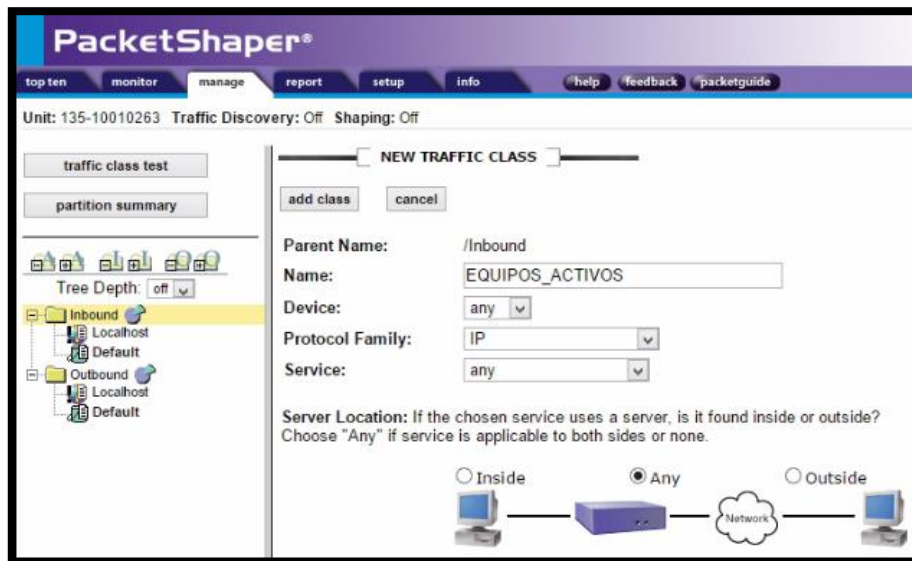 PacketShaper®
top ten monitor manage report setup info help feedback packetguide
Unit: 135-10010263 Traffic Discovery: Off Shaping: Off
traffic class test
partition summary
Tree Depth: off
Inbound
Localhost
Default
Outbound
Localhost
Default
NEW TRAFFIC CLASS
add class cancel
Parent Name: /Inbound
Name: EQUIPOS_ACTIVOS
Device: any
Protocol Family: IP
Service: any
Server Location: If the chosen service uses a server, is it found inside or outside?
Choose "Any" if service is applicable to both sides or none.
Inside Any Outside
Network